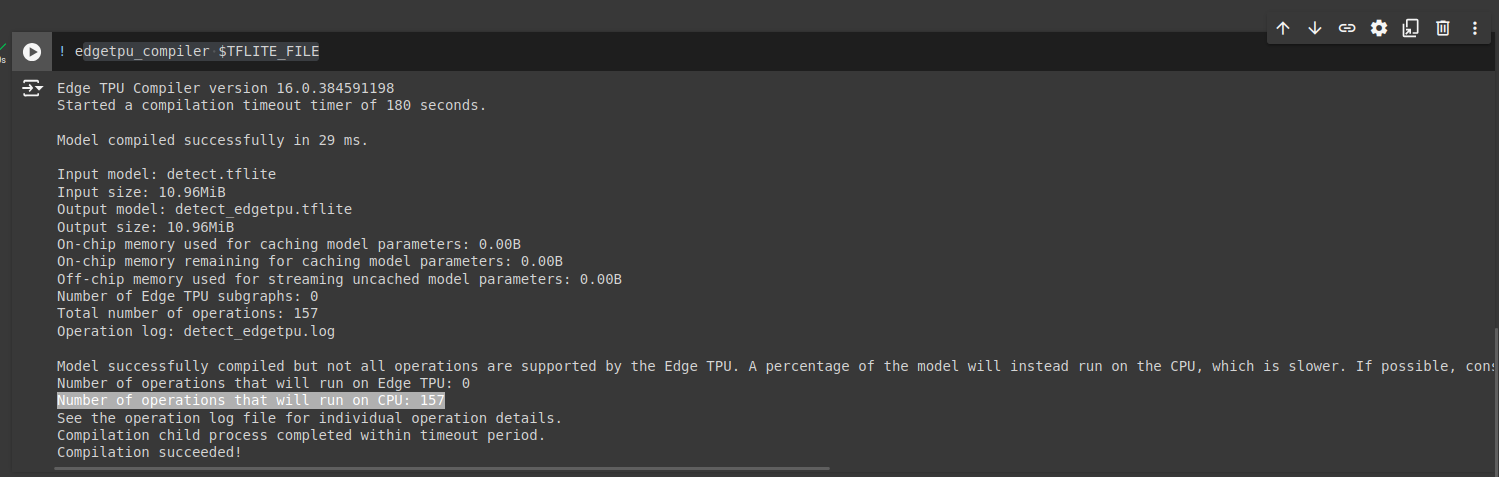 ! edgetpu_compiler $TFLITE_FILE
Edge TPU Compiler version 16.0.384591198
Started a compilation timeout timer of 180 seconds.
Model compiled successfully in 29 ms.
Input model: detect.tflite
Input size: 10.96MiB
Output model: detect_edgetpu.tflite
Output size: 10.96MiB
On-chip memory used for caching model parameters: 0.00B
On-chip memory remaining for caching model parameters: 0.00B
Off-chip memory used for streaming uncached model parameters: 0.00B
Number of Edge TPU subgraphs: 0
Total number of operations: 157
Operation log: detect_edgetpu.log
Model successfully compiled but not all operations are supported by the Edge TPU. A percentage of the model will instead run on the CPU, which is slower. If possible, cons
Number of operations that will run on Edge TPU: 0
Number of operations that will run on CPU: 157
See the operation log file for individual operation details.
Compilation child process completed within timeout period.
Compilation succeeded!